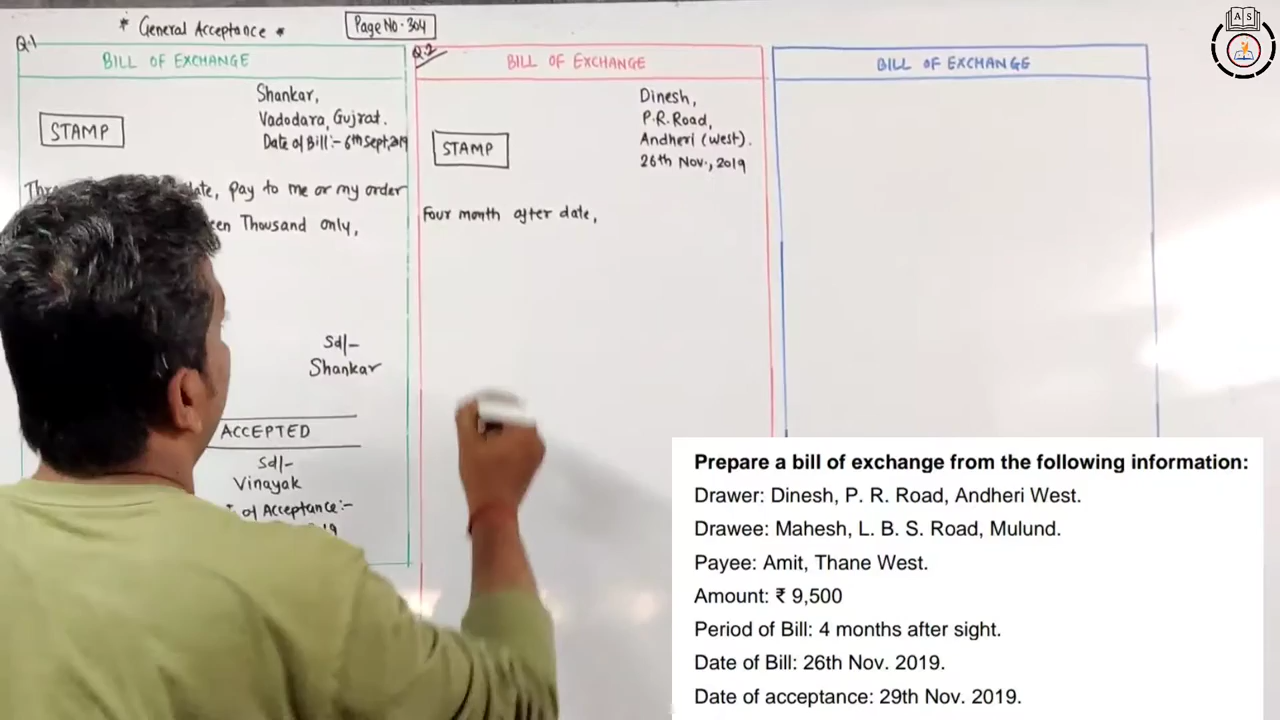 * General Acceptance *
Page No - 304
Q.1
BILL OF EXCHANGE
STAMP
Shankar,
Vadodara, Gujrat.
Date of Bill:- 6th Sept, 2019
date, pay to me or my order
Thousand only,
Sd/-
Shankar
ACCEPTED
Sd/-
Vinayak
of Acceptance:-
Q.2
BILL OF EXCHANGE
STAMP
Dinesh,
P.R. Road,
Andheri (west).
26th Nov., 2019
Four month after date,
BILL OF EXCHANGE
A S
Prepare a bill of exchange from the following information:
Drawer: Dinesh, P. R. Road, Andheri West.
Drawee: Mahesh, L. B. S. Road, Mulund.
Payee: Amit, Thane West.
Amount: ₹ 9,500
Period of Bill: 4 months after sight.
Date of Bill: 26th Nov. 2019.
Date of acceptance: 29th Nov. 2019.